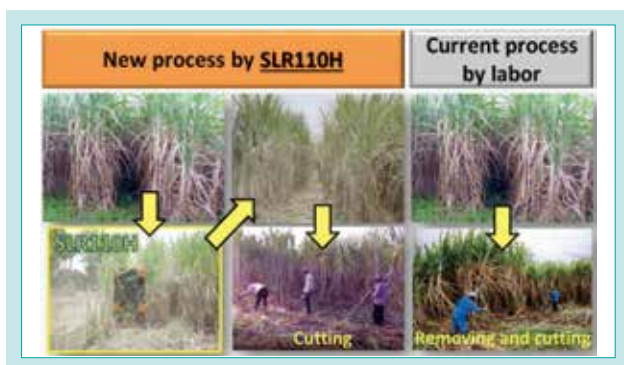 New process by SLR110H
Current process
by labor
SLR110H
Cutting
Removing and cutting